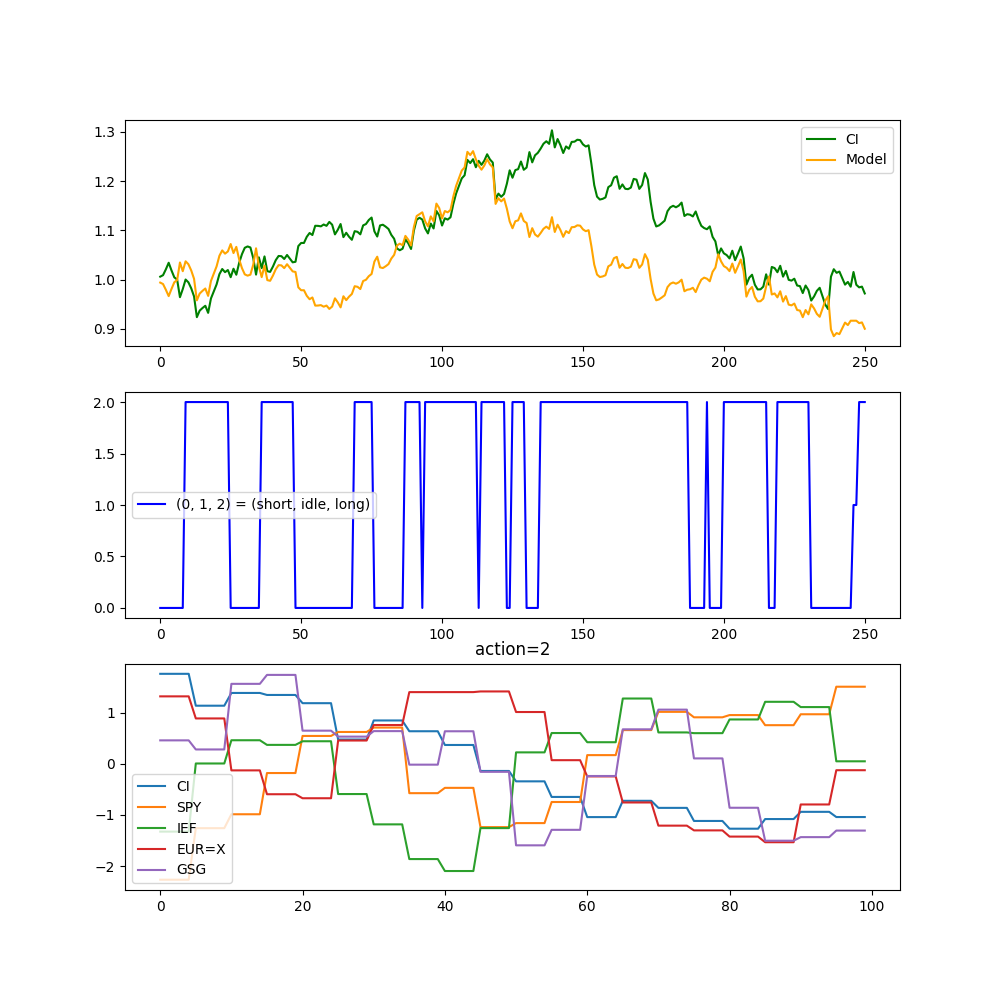 1.3
1.2
1.1
1.0
0.9
CI
Model
0 50 100 150 200 250
2.0
1.5
1.0
0.5
0.0
(0, 1, 2) = (short, idle, long)
0 50 100 150 200 250
action=2
1
0
−1
−2
CI
SPY
IEF
EUR=X
GSG
0 20 40 60 80 100